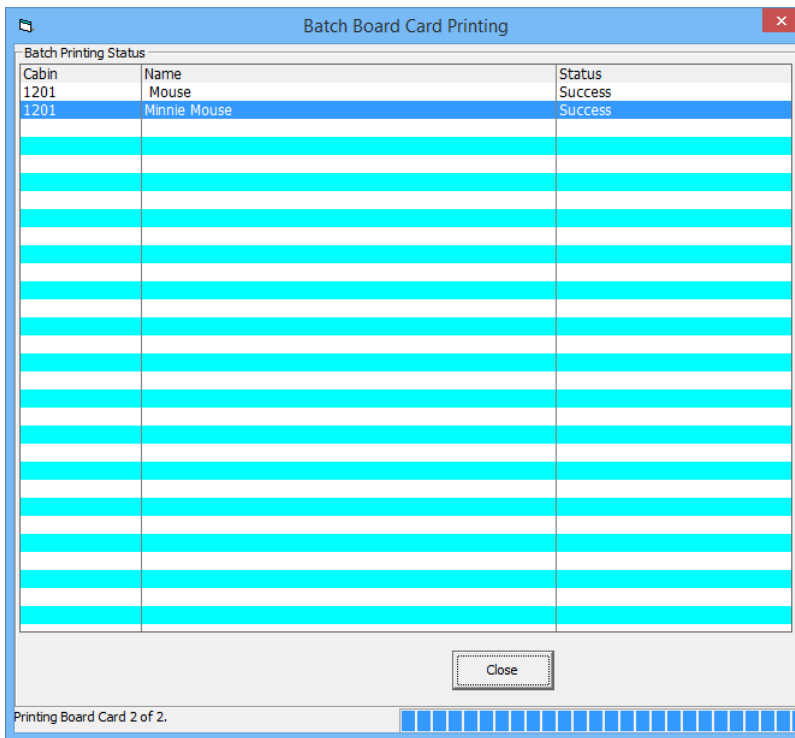 Batch Board Card Printing
Batch Printing Status
Cabin Name Status
1201 Mouse Success
1201 Minnie Mouse Success
Close
Printing Board Card 2 of 2.